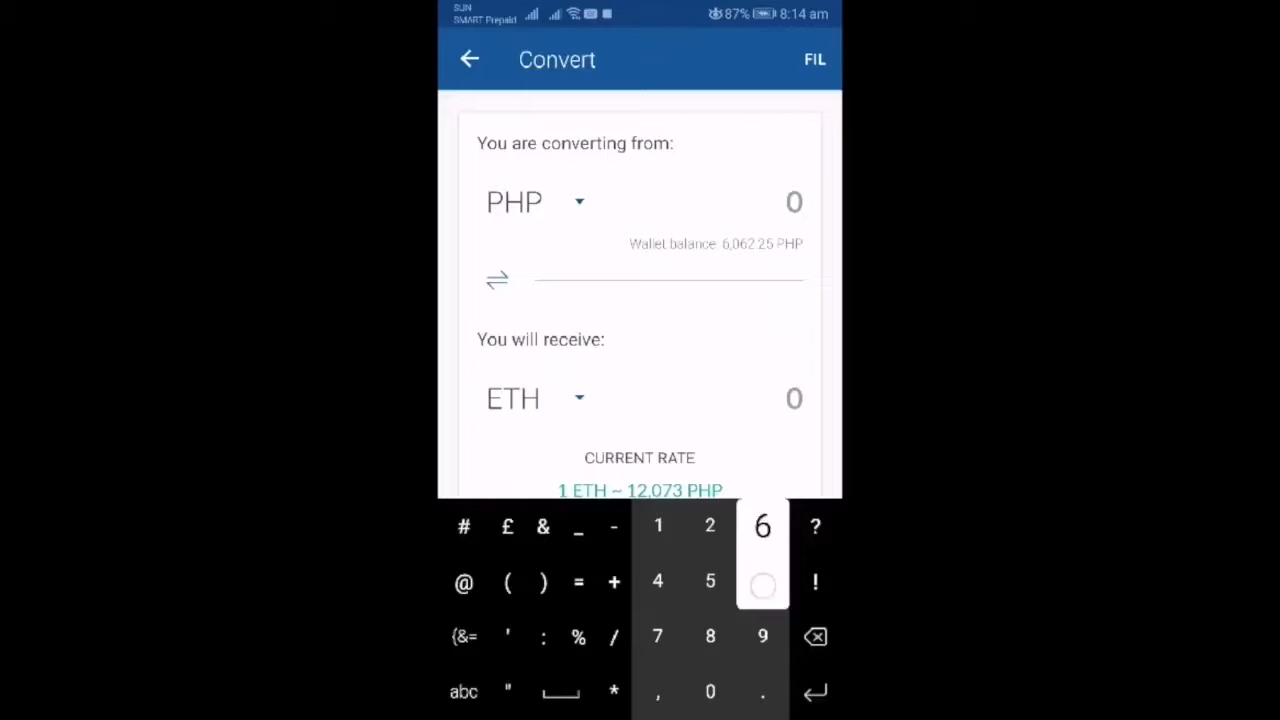 SUN
SMART Prepaid 87% 8:14 am
Convert FIL
You are converting from:
PHP 0
Wallet balance: 6,062.25 PHP
You will receive:
ETH 0
CURRENT RATE
1 ETH ~ 12,073 PHP
# £ & _ - 1 2 6 ?
@ ( ) = + 4 5 !
{&= ' : % / 7 8 9
abc " * , 0 .